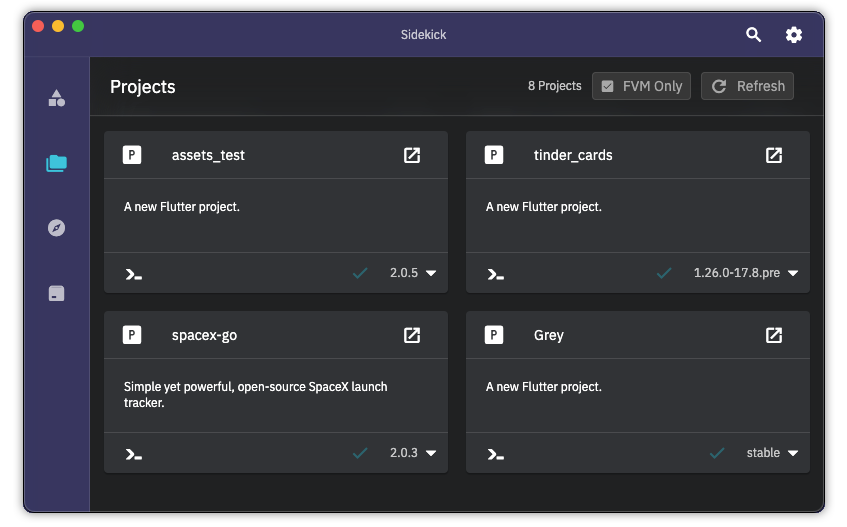 Sidekick
Projects
8 Projects
FVM Only
Refresh
P
assets_test
A new Flutter project.
2.0.5
P
tinder_cards
A new Flutter project.
1.26.0-17.8.pre
P
spacex-go
Simple yet powerful, open-source SpaceX launch
tracker.
2.0.3
P
Grey
A new Flutter project.
stable